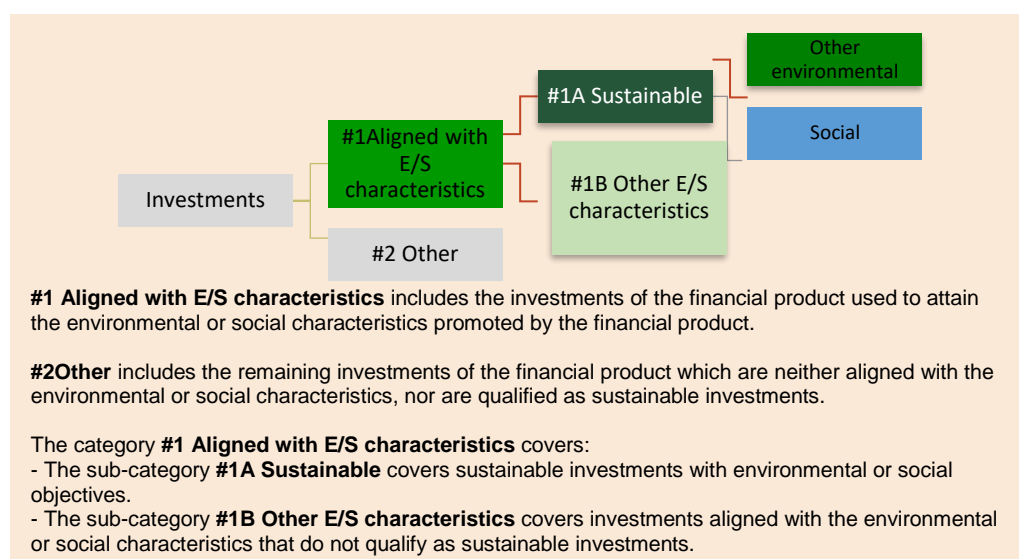 Other
environmental
#1A Sustainable
Social
#1Aligned with
E/S
characteristics
#1B Other E/S
characteristics
Investments
#2 Other
#1 Aligned with E/S characteristics includes the investments of the financial product used to attain
the environmental or social characteristics promoted by the financial product.
#2Other includes the remaining investments of the financial product which are neither aligned with the
environmental or social characteristics, nor are qualified as sustainable investments.
The category #1 Aligned with E/S characteristics covers:
- The sub-category #1A Sustainable covers sustainable investments with environmental or social
objectives.
- The sub-category #1B Other E/S characteristics covers investments aligned with the environmental
or social characteristics that do not qualify as sustainable investments.